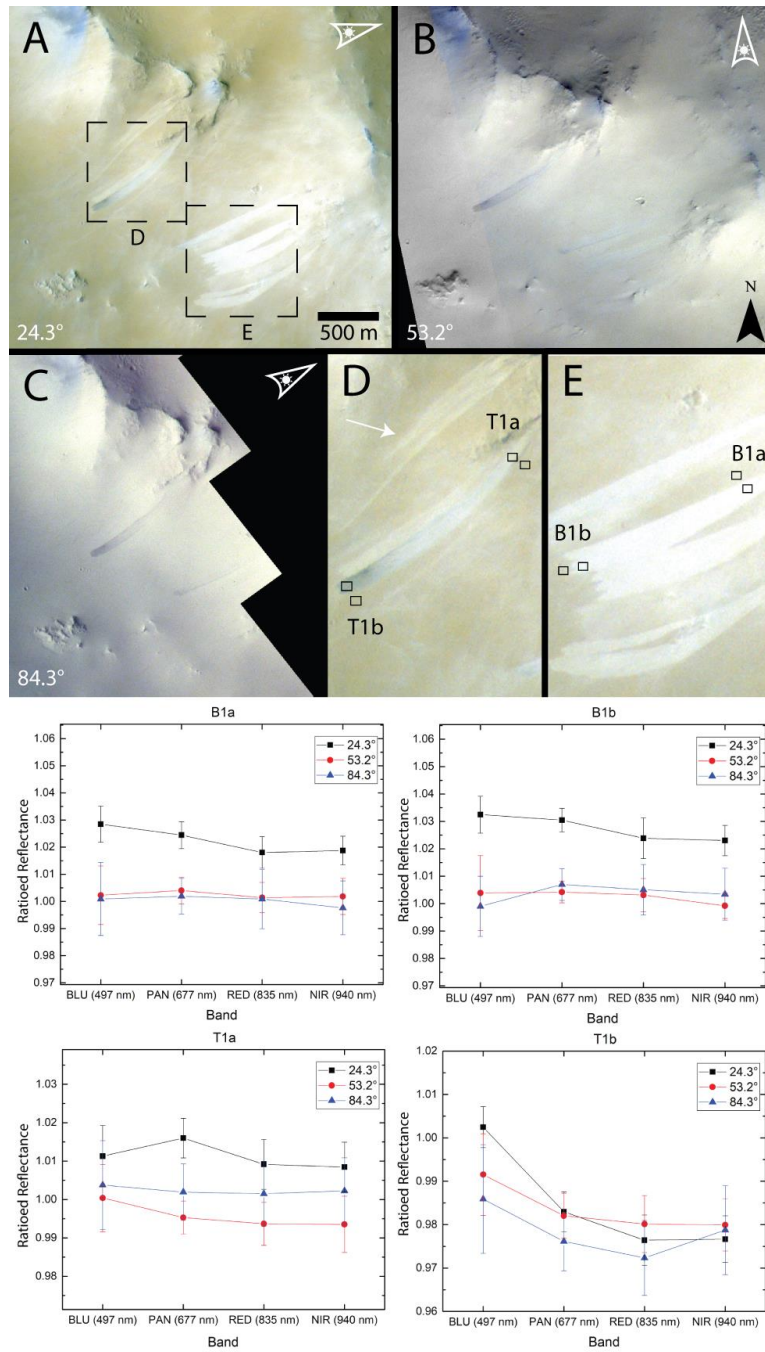 A
B
D
E
24.3°
500 m
53.2°
N
C
84.3°
D
T1a
T1b
E
B1a
B1b
B1a
1.06
1.05
1.04
1.03
1.02
1.01
1.00
0.99
0.98
0.97
Ratioed Reflectance
24.3°
53.2°
84.3°
BLU (497 nm) PAN (677 nm) RED (835 nm) NIR (940 nm)
Band
B1b
1.06
1.05
1.04
1.03
1.02
1.01
1.00
0.99
0.98
0.97
Ratioed Reflectance
24.3°
53.2°
84.3°
BLU (497 nm) PAN (677 nm) RED (835 nm) NIR (940 nm)
Band
T1a
1.03
1.02
1.01
1.00
0.99
0.98
Ratioed Reflectance
24.3°
53.2°
84.3°
BLU (497 nm) PAN (677 nm) RED (835 nm) NIR (940 nm)
Band
T1b
1.02
1.00
0.99
0.98
0.97
0.96
Ratioed Reflectance
24.3°
53.2°
84.3°
BLU (497 nm) PAN (677 nm) RED (835 nm) NIR (940 nm)
Band